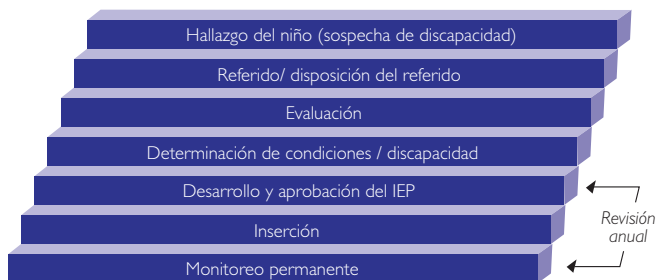 Hallazgo del niño (sospecha de discapacidad)
Referido/ disposición del referido
Evaluación
Determinación de condiciones / discapacidad
Desarrollo y aprobación del IEP
Inserción
Monitoreo permanente
Revisión
anual